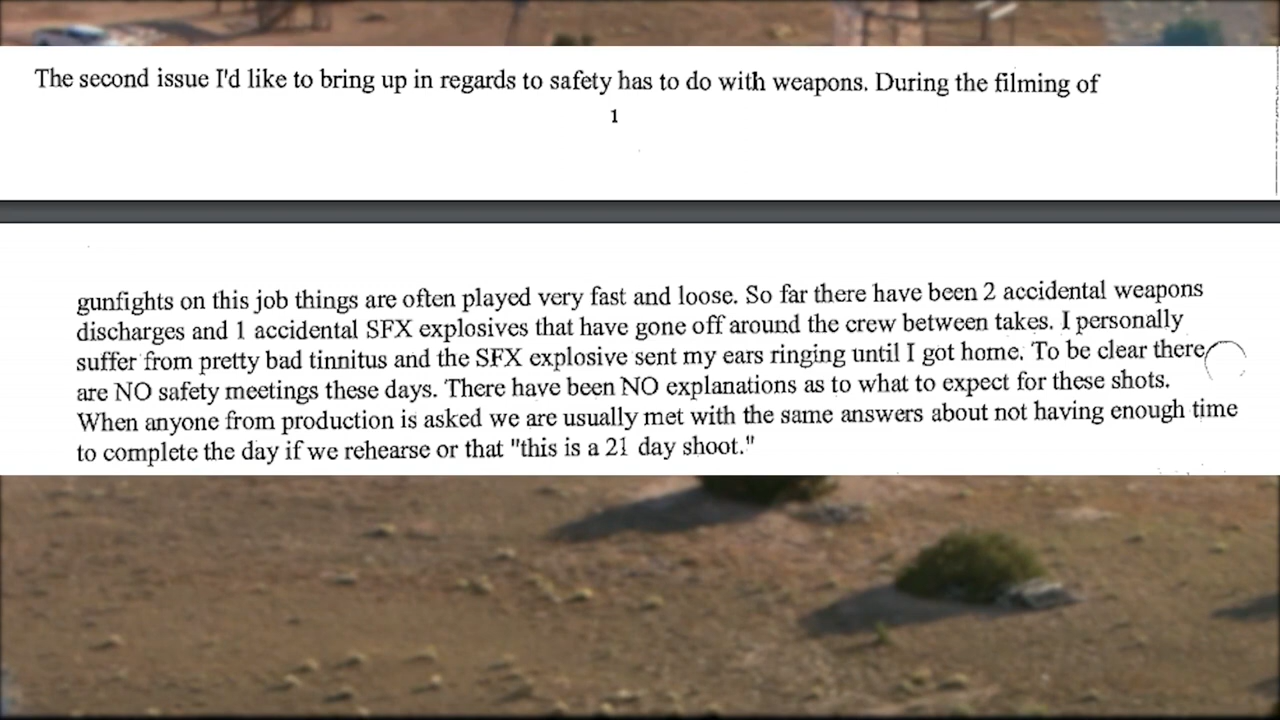 The second issue I'd like to bring up in regards to safety has to do with weapons. During the filming of
1
gunfights on this job things are often played very fast and loose. So far there have been 2 accidental weapons
discharges and 1 accidental SFX explosives that have gone off around the crew between takes. I personally
suffer from pretty bad tinnitus and the SFX explosive sent my ears ringing until I got home. To be clear there
are NO safety meetings these days. There have been NO explanations as to what to expect for these shots.
When anyone from production is asked we are usually met with the same answers about not having enough time
to complete the day if we rehearse or that "this is a 21 day shoot."